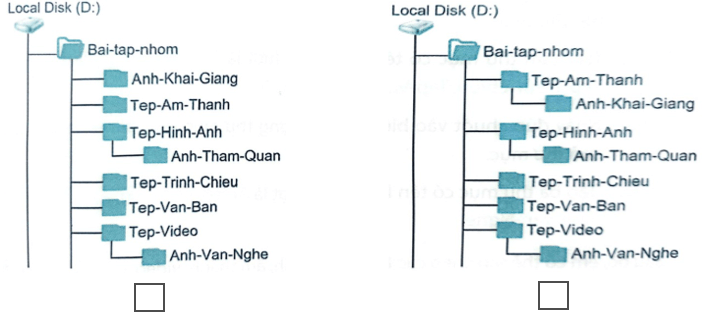 Local Disk (D:)
Bai-tap-nhom
Anh-Khai-Giang
Tep-Am-Thanh
Tep-Hinh-Anh
Anh-Tham-Quan
Tep-Trinh-Chieu
Tep-Van-Ban
Tep-Video
Anh-Van-Nghe
Local Disk (D:)
Bai-tap-nhom
Tep-Am-Thanh
Anh-Khai-Giang
Tep-Hinh-Anh
Anh-Tham-Quan
Tep-Trinh-Chieu
Tep-Van-Ban
Tep-Video
Anh-Van-Nghe